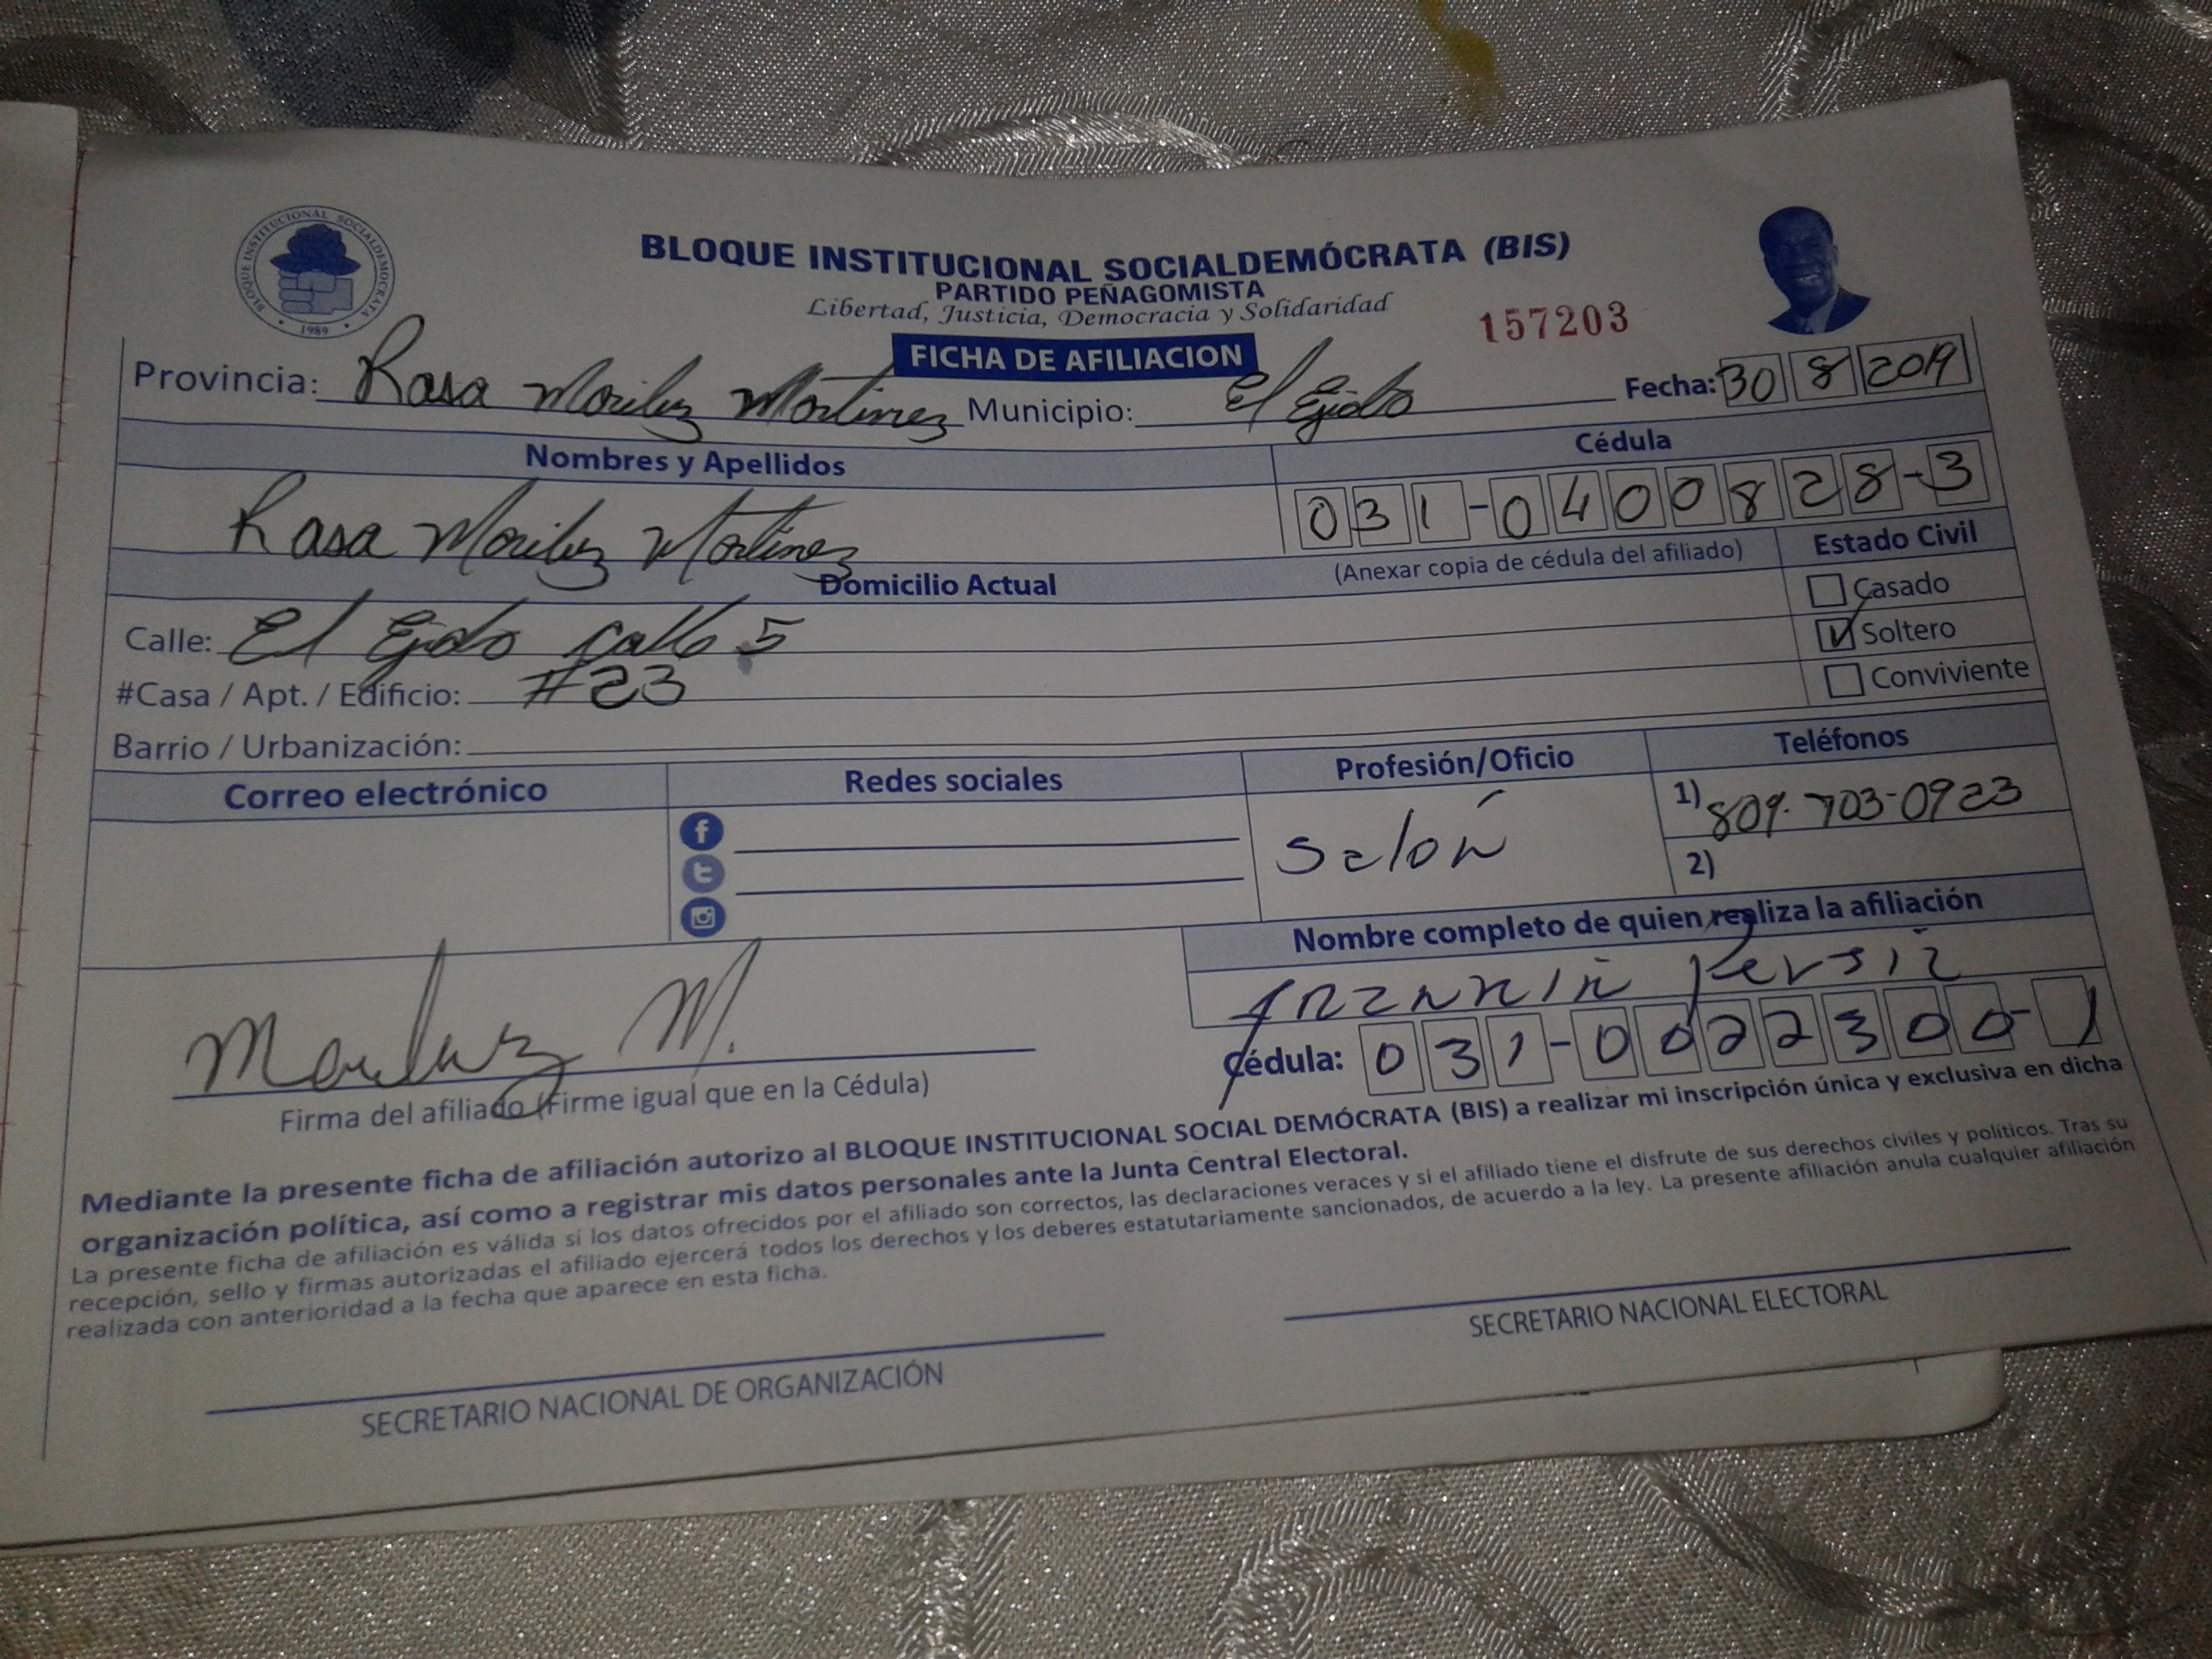 BLOQUE INSTITUCIONAL SOCIALDEMOCRATA
1989
BLOQUE INSTITUCIONAL SOCIALDEMÓCRATA (BIS)
PARTIDO PEÑAGOMISTA
Libertad, Justicia, Democracia y Solidaridad
157203
FICHA DE AFILIACION
Provincia: Rasa Moriluz Mortinez Municipio: El Ejido Fecha: 30 8 2019
Nombres y Apellidos Cédula
Rasa Moriluz Mortinez 031-0400828-3
(Anexar copia de cédula del afiliado) Estado Civil
Domicilio Actual Casado
Calle: El Ejido calle 5 Soltero
#Casa / Apt. / Edificio: #23 Conviviente
Barrio / Urbanización:
Correo electrónico Redes sociales Profesión/Oficio Teléfonos
Salón 1) 809-703-0923
2)
Nombre completo de quien realiza la afiliación
Cédula: 031-0022300-1
Mariluz M.
Firma del afiliado (Firme igual que en la Cédula)
Mediante la presente ficha de afiliación autorizo al BLOQUE INSTITUCIONAL SOCIAL DEMÓCRATA (BIS) a realizar mi inscripción única y exclusiva en dicha
organización política, así como a registrar mis datos personales ante la Junta Central Electoral.
La presente ficha de afiliación es válida si los datos ofrecidos por el afiliado son correctos, las declaraciones veraces y si el afiliado tiene el disfrute de sus derechos civiles y políticos. Tras su
recepción, sello y firmas autorizadas el afiliado ejercerá todos los derechos y los deberes estatutariamente sancionados, de acuerdo a la ley. La presente afiliación anula cualquier afiliación
realizada con anterioridad a la fecha que aparece en esta ficha.
SECRETARIO NACIONAL DE ORGANIZACIÓN
SECRETARIO NACIONAL ELECTORAL